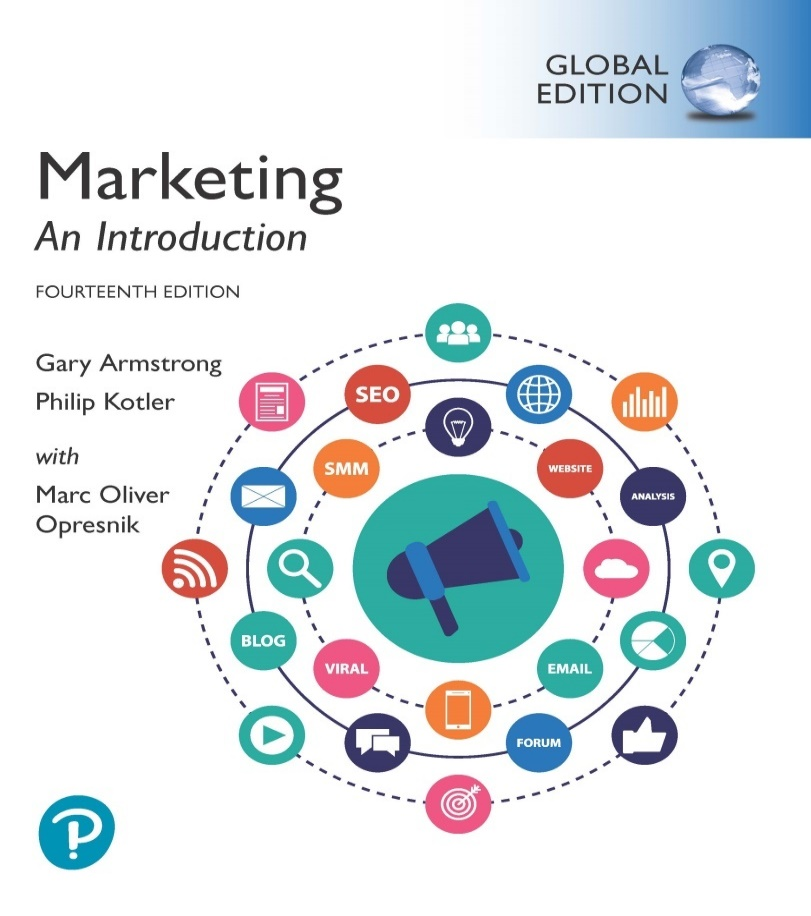 GLOBAL
EDITION
Marketing
An Introduction
FOURTEENTH EDITION
Gary Armstrong
Philip Kotler
with
Marc Oliver
Opresnik
SEO
SMM
WEBSITE
ANALYSIS
BLOG
VIRAL
EMAIL
FORUM
P